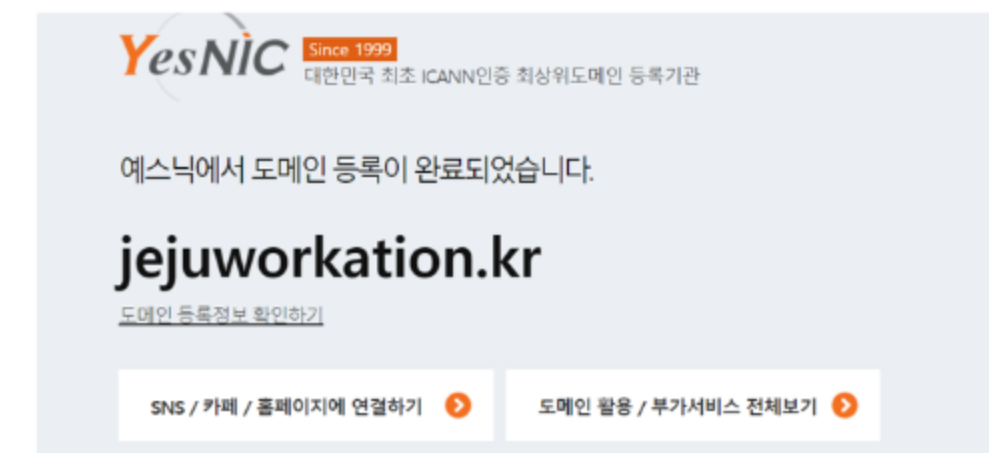 YesNIC Since 1999
대한민국 최초 ICANN인증 최상위도메인 등록기관
예스닉에서 도메인 등록이 완료되었습니다.
jejuworkation.kr
도메인 등록정보 확인하기
SNS / 카페 / 홈페이지에 연결하기
도메인 활용 / 부가서비스 전체보기